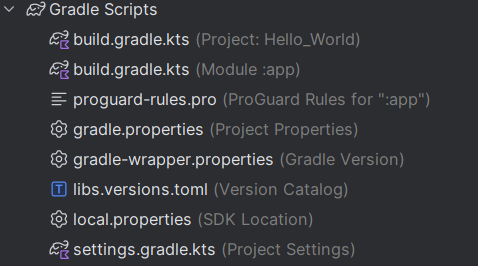 Gradle Scripts
build.gradle.kts (Project: Hello_World)
build.gradle.kts (Module :app)
proguard-rules.pro (ProGuard Rules for ":app")
gradle.properties (Project Properties)
gradle-wrapper.properties (Gradle Version)
libs.versions.toml (Version Catalog)
local.properties (SDK Location)
settings.gradle.kts (Project Settings)